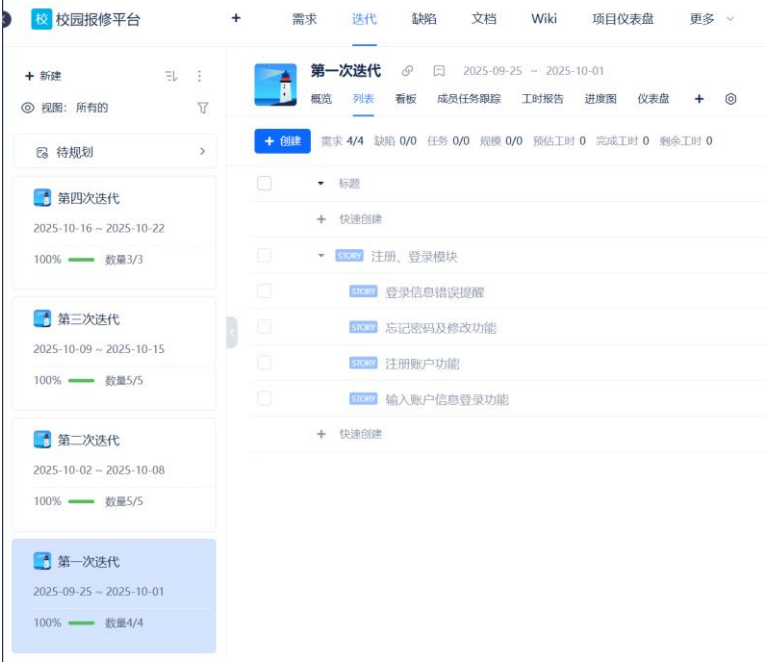 校 校园报修平台 + 需求 迭代 缺陷 文档 Wiki 项目仪表盘 更多
+ 新建
视图: 所有的
待规划
第四次迭代
2025-10-16 ~ 2025-10-22
100% 数量3/3
第三次迭代
2025-10-09 ~ 2025-10-15
100% 数量5/5
第二次迭代
2025-10-02 ~ 2025-10-08
100% 数量5/5
第一次迭代
2025-09-25 ~ 2025-10-01
100% 数量4/4
第一次迭代 2025-09-25 ~ 2025-10-01
概览 列表 看板 成员任务跟踪 工时报告 进度图 仪表盘 +
+ 创建 需求 4/4 缺陷 0/0 任务 0/0 规模 0/0 预估工时 0 完成工时 0 剩余工时 0
标题
+ 快速创建
STORY 注册、登录模块
STORY 登录信息错误提醒
STORY 忘记密码及修改功能
STORY 注册账户功能
STORY 输入账户信息登录功能
+ 快速创建